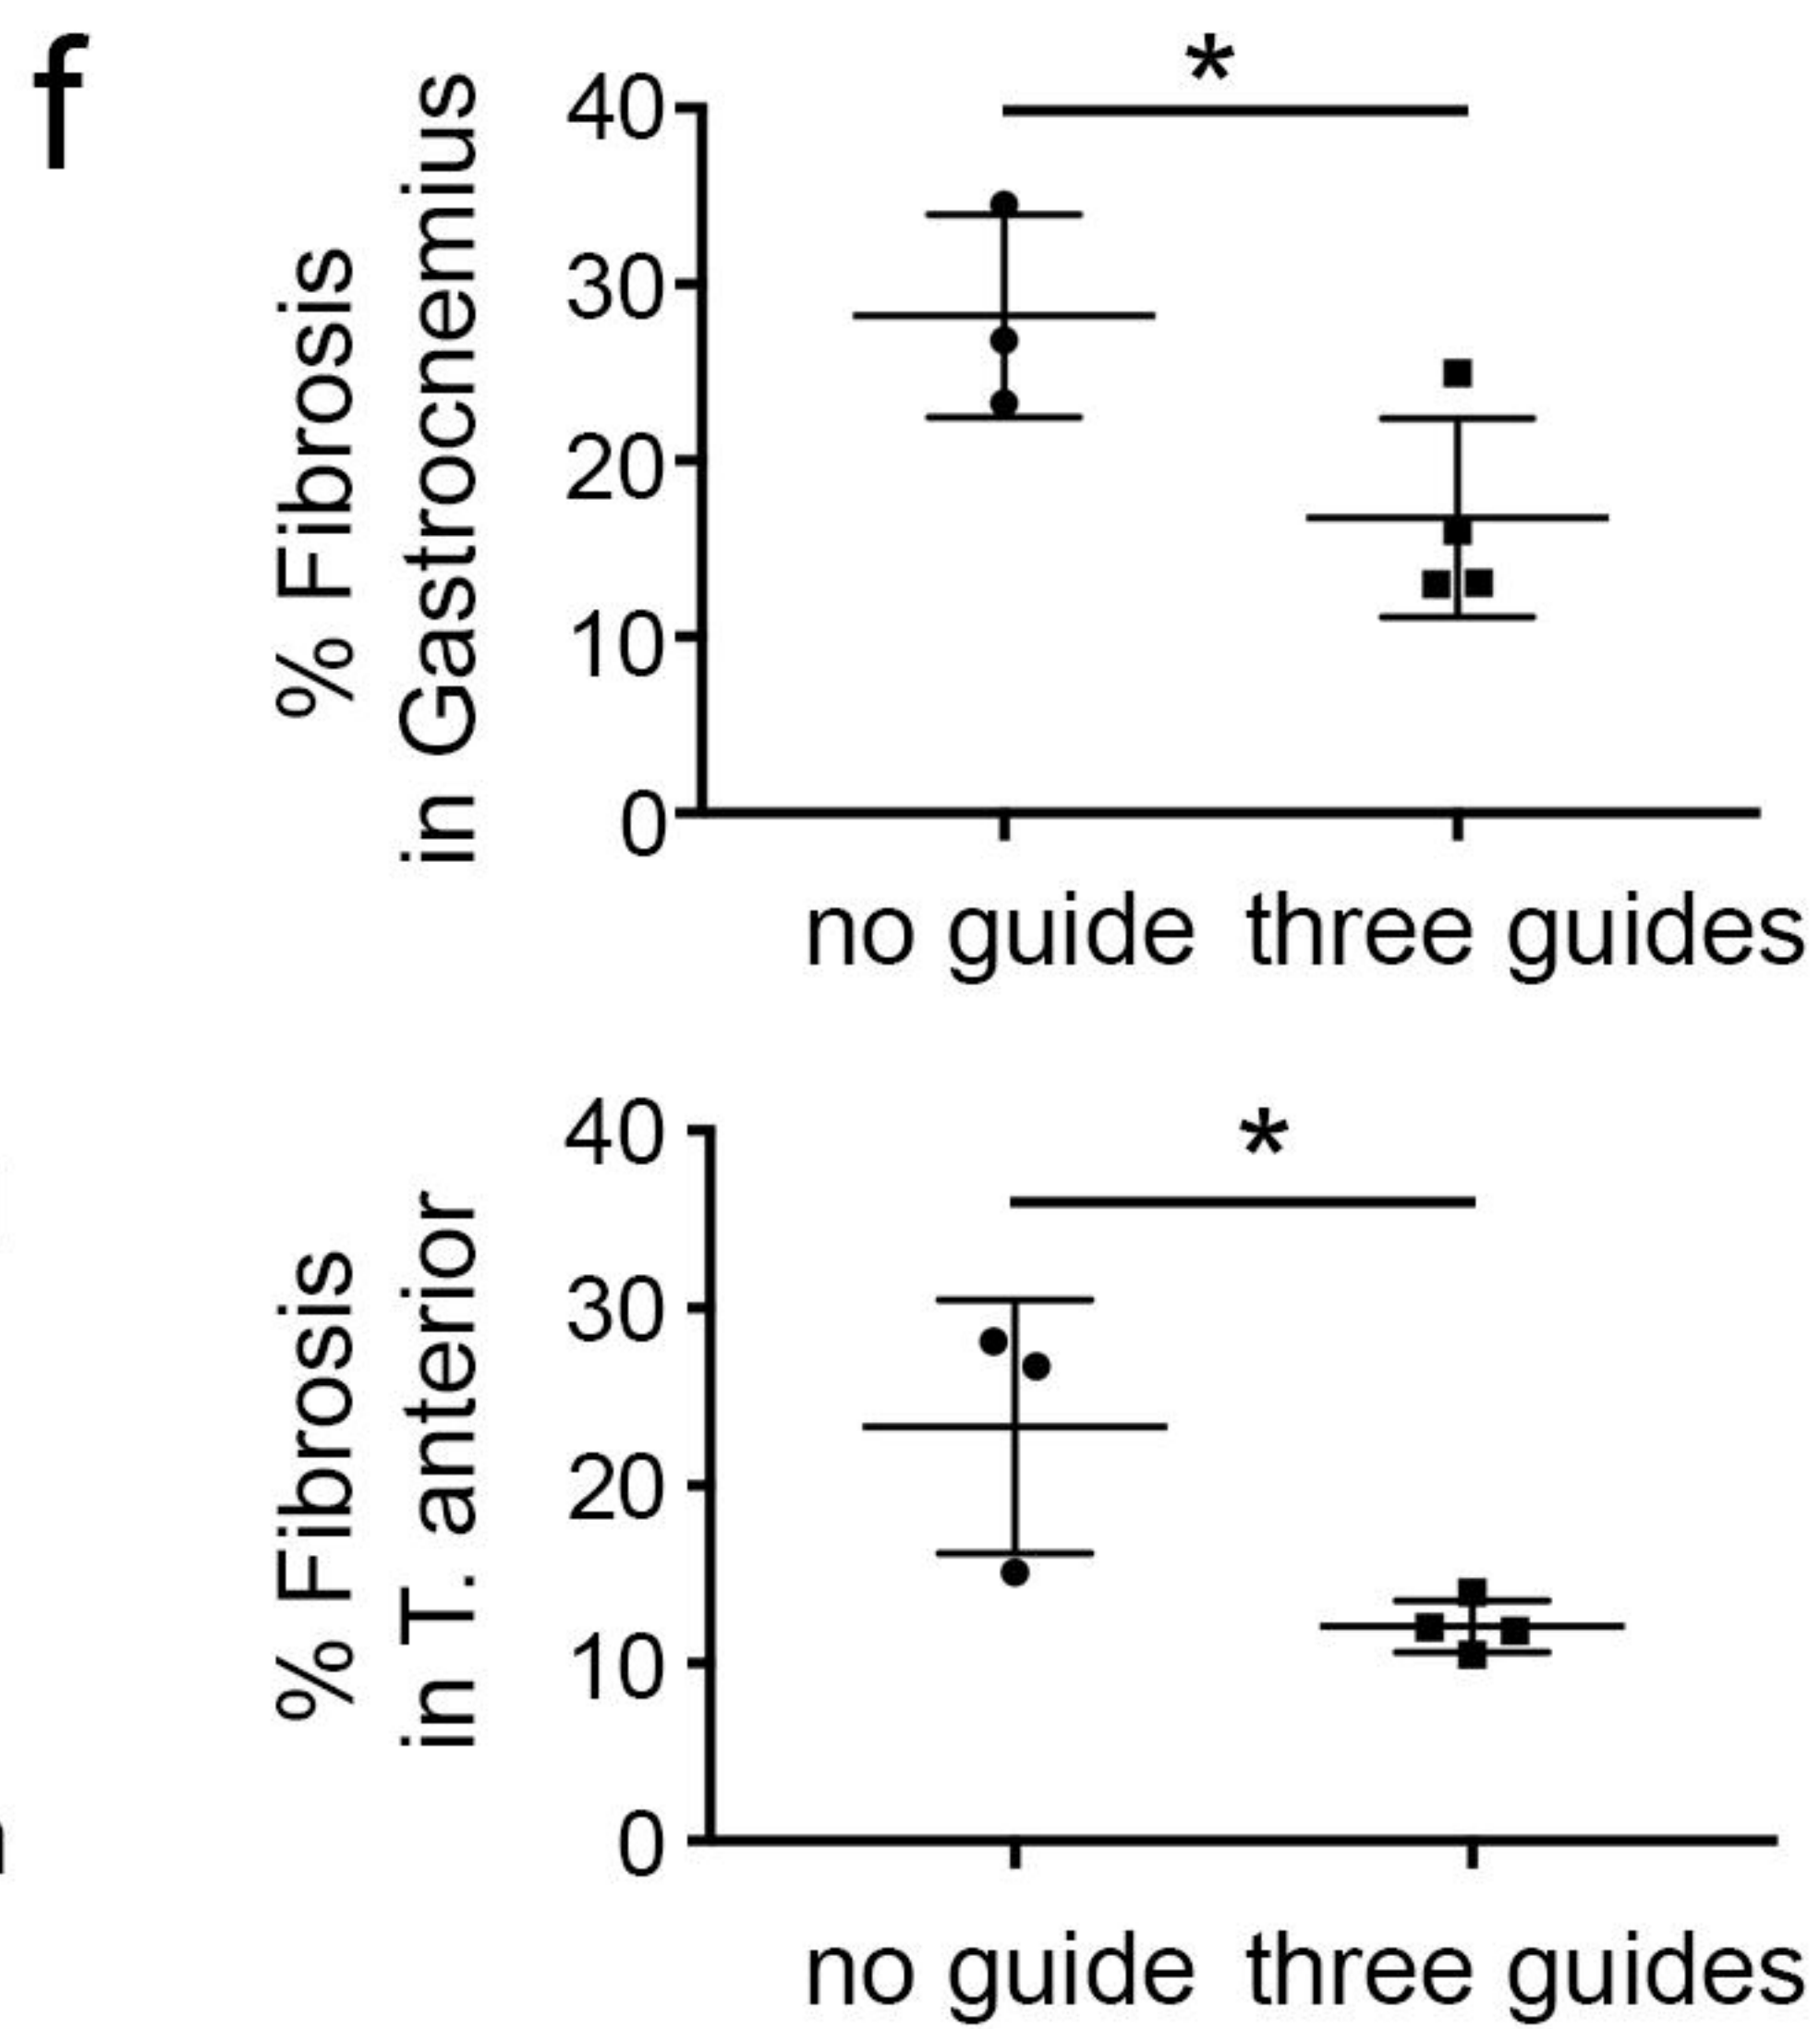 f
% Fibrosis
in Gastrocnemius
40
30
20
10
0
*
no guide three guides
% Fibrosis
in T. anterior
40
30
20
10
0
*
no guide three guides